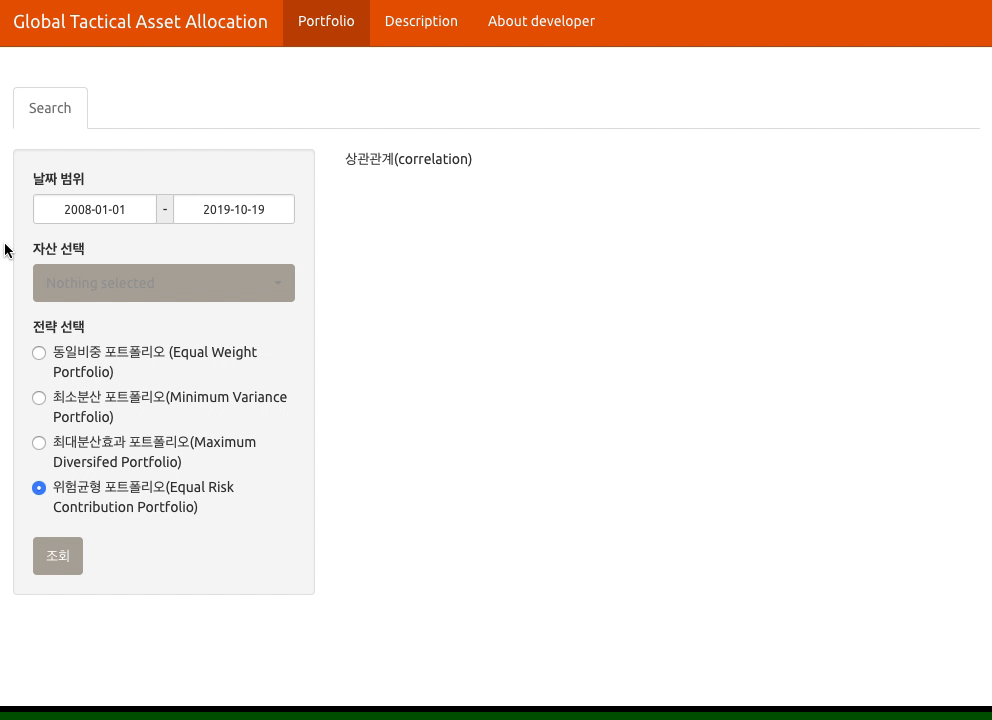 Global Tactical Asset Allocation Portfolio Description About developer
Search
날짜 범위
2008-01-01 - 2019-10-19
자산 선택
Nothing selected
전략 선택
동일비중 포트폴리오 (Equal Weight
Portfolio)
최소분산 포트폴리오(Minimum Variance
Portfolio)
최대분산효과 포트폴리오(Maximum
Diversifed Portfolio)
위험균형 포트폴리오(Equal Risk
Contribution Portfolio)
조회
상관관계(correlation)